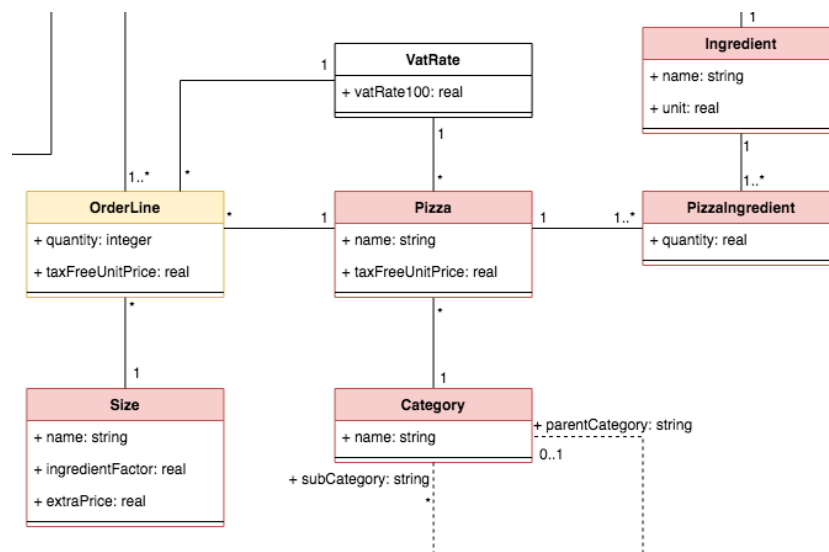 1
Ingredient
+ name: string
+ unit: real
1
VatRate
+ vatRate100: real
1
1
1..*
*
*
1..*
OrderLine
+ quantity: integer
+ taxFreeUnitPrice: real
*
1
Pizza
+ name: string
+ taxFreeUnitPrice: real
1
1..*
PizzaIngredient
+ quantity: real
*
*
1
1
Size
+ name: string
+ ingredientFactor: real
+ extraPrice: real
Category
+ name: string
+ parentCategory: string
0..1
+ subCategory: string
*